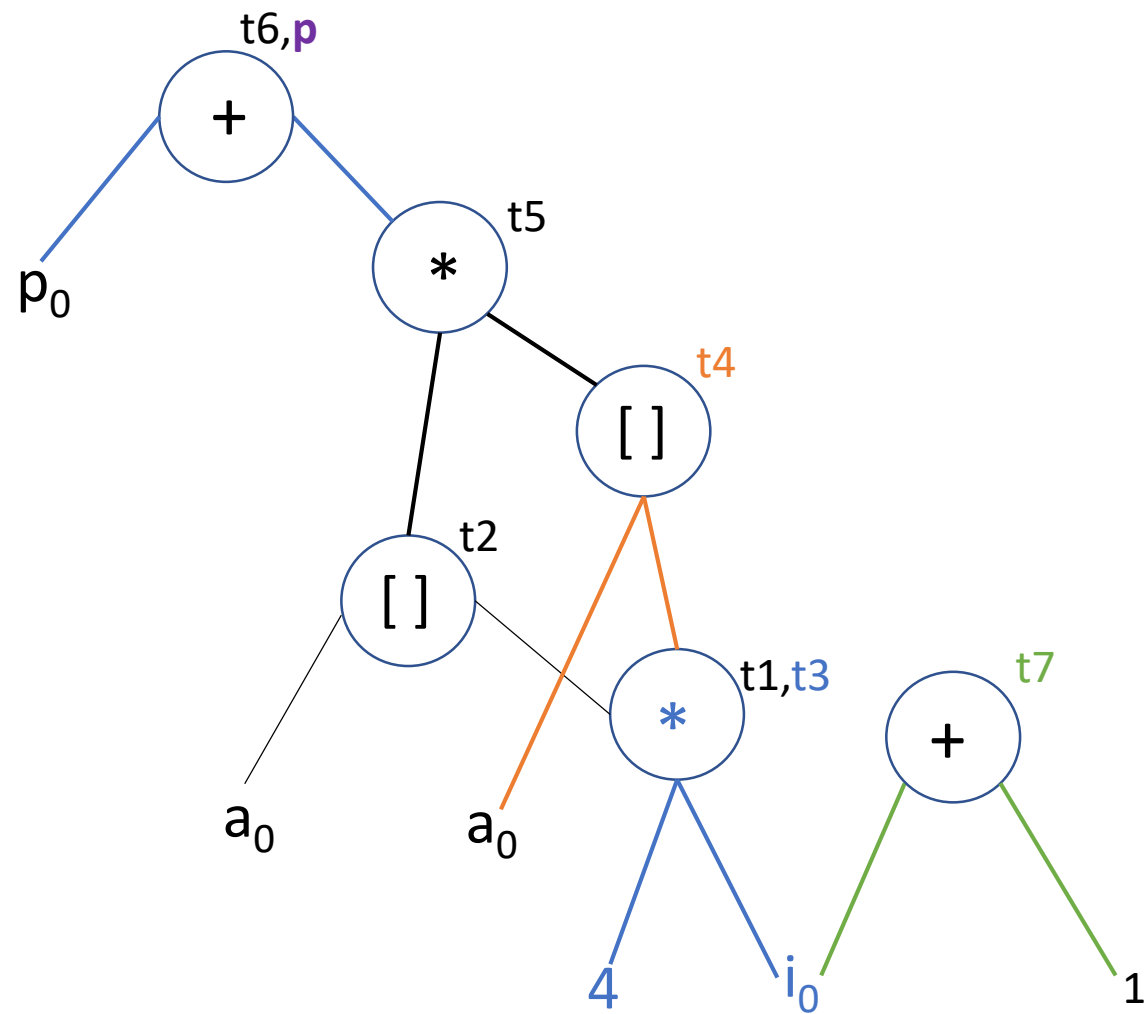 t6,p
+
t5
p₀
*
t4
[ ]
t2
[ ]
t1,t3
t7
*
+
a₀
a₀
4
i₀
1